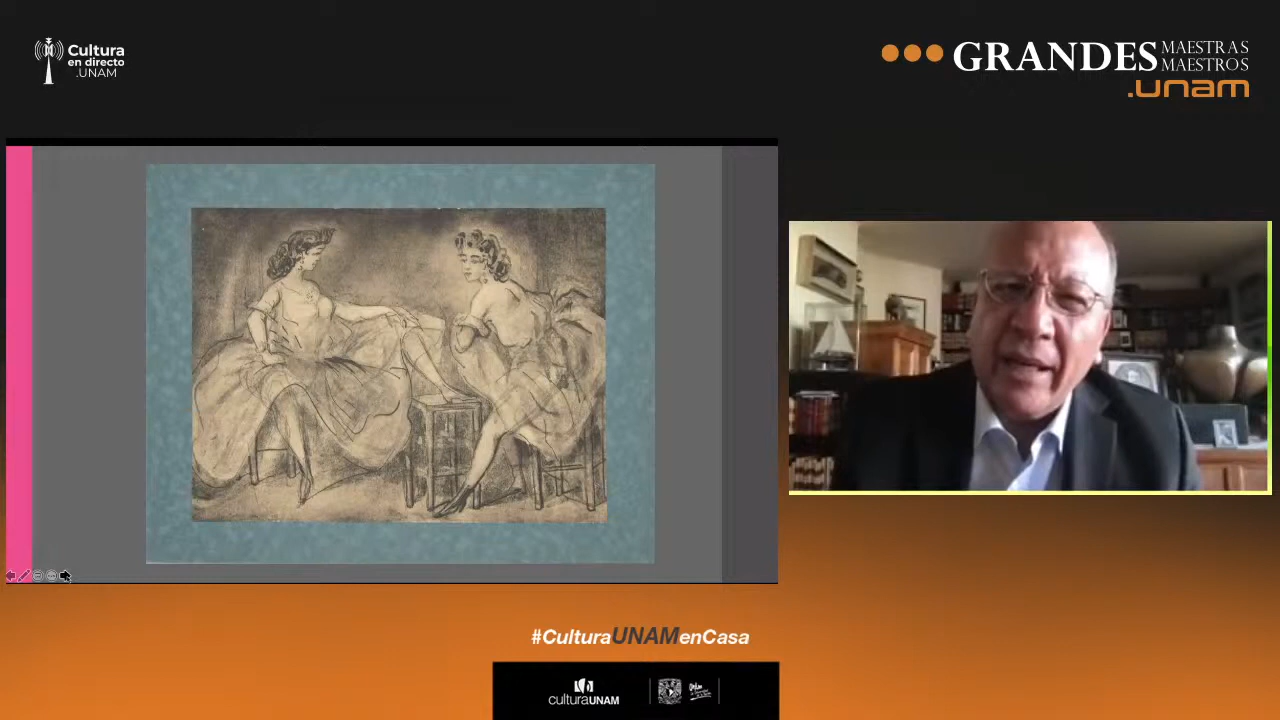 Cultura
en directo
.UNAM
GRANDES MAESTRAS
MAESTROS
.unam
#CulturaUNAMenCasa
culturaUNAM